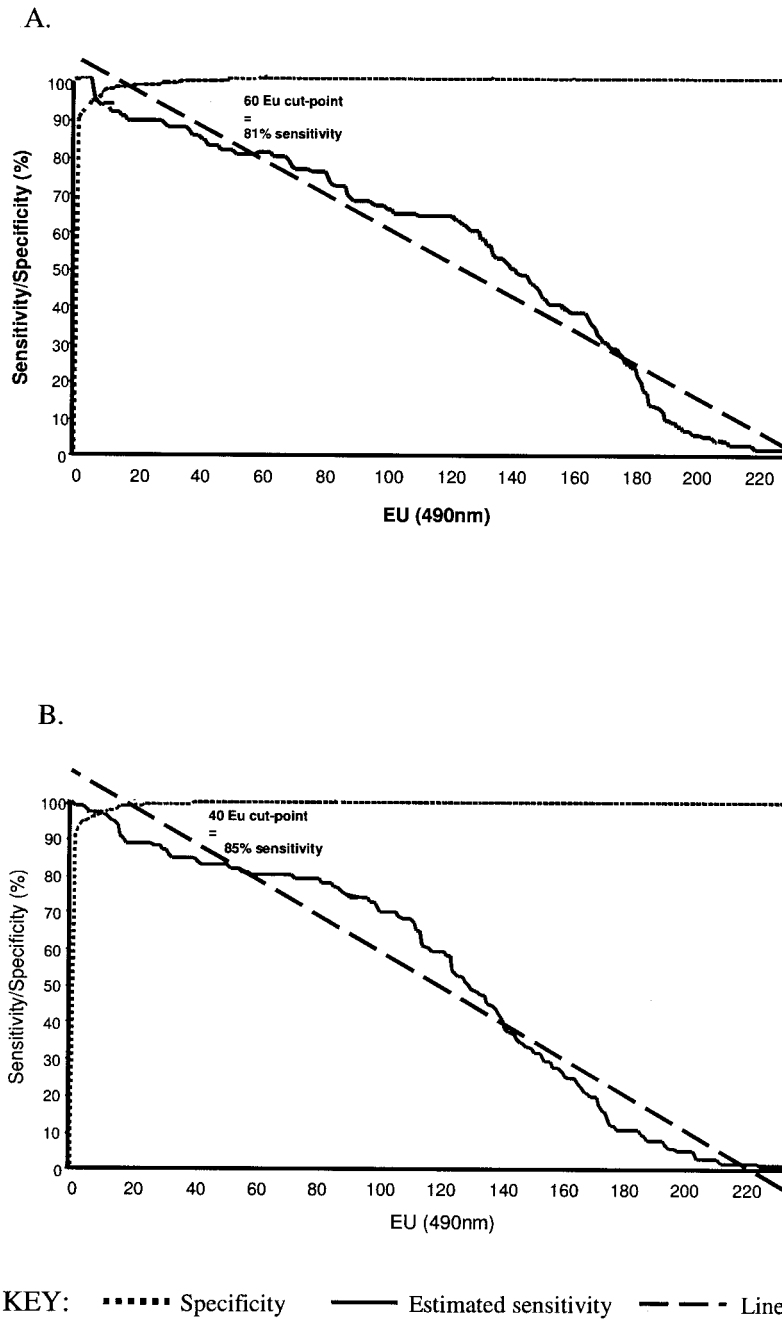 A.
60 Eu cut-point
=
81% sensitivity
Sensitivity/Specificity (%)
100
90
80
70
60
50
40
30
20
10
0
0 20 40 60 80 100 120 140 160 180 200 220
EU (490nm)
B.
40 Eu cut-point
=
85% sensitivity
Sensitivity/Specificity (%)
100
90
80
70
60
50
40
30
20
10
0
0 20 40 60 80 100 120 140 160 180 200 220
EU (490nm)
KEY: Specificity Estimated sensitivity Line